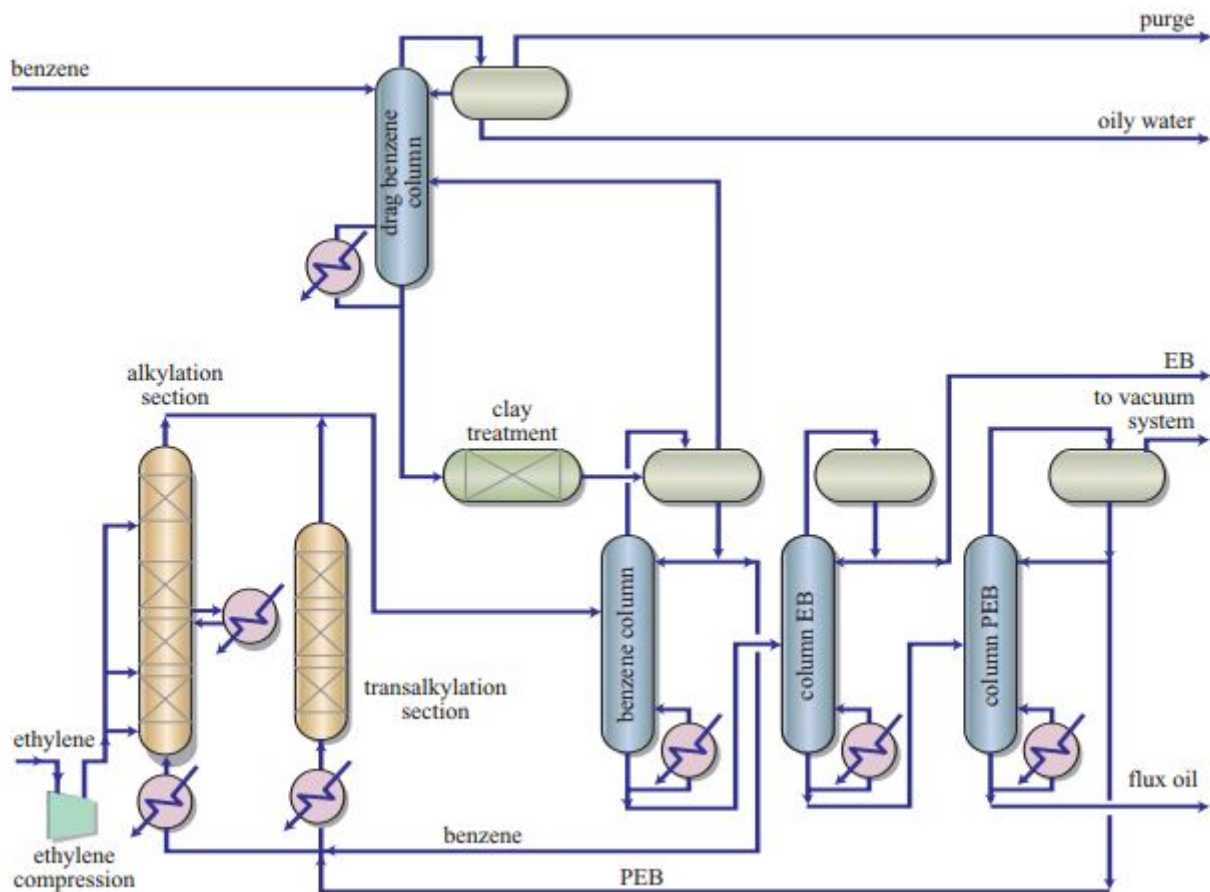 purge
benzene
oily water
drag benzene
column
EB
to vacuum
system
alkylation
section
clay
treatment
benzene column
column EB
column PEB
transalkylation
section
ethylene
flux oil
benzene
ethylene
compression
PEB